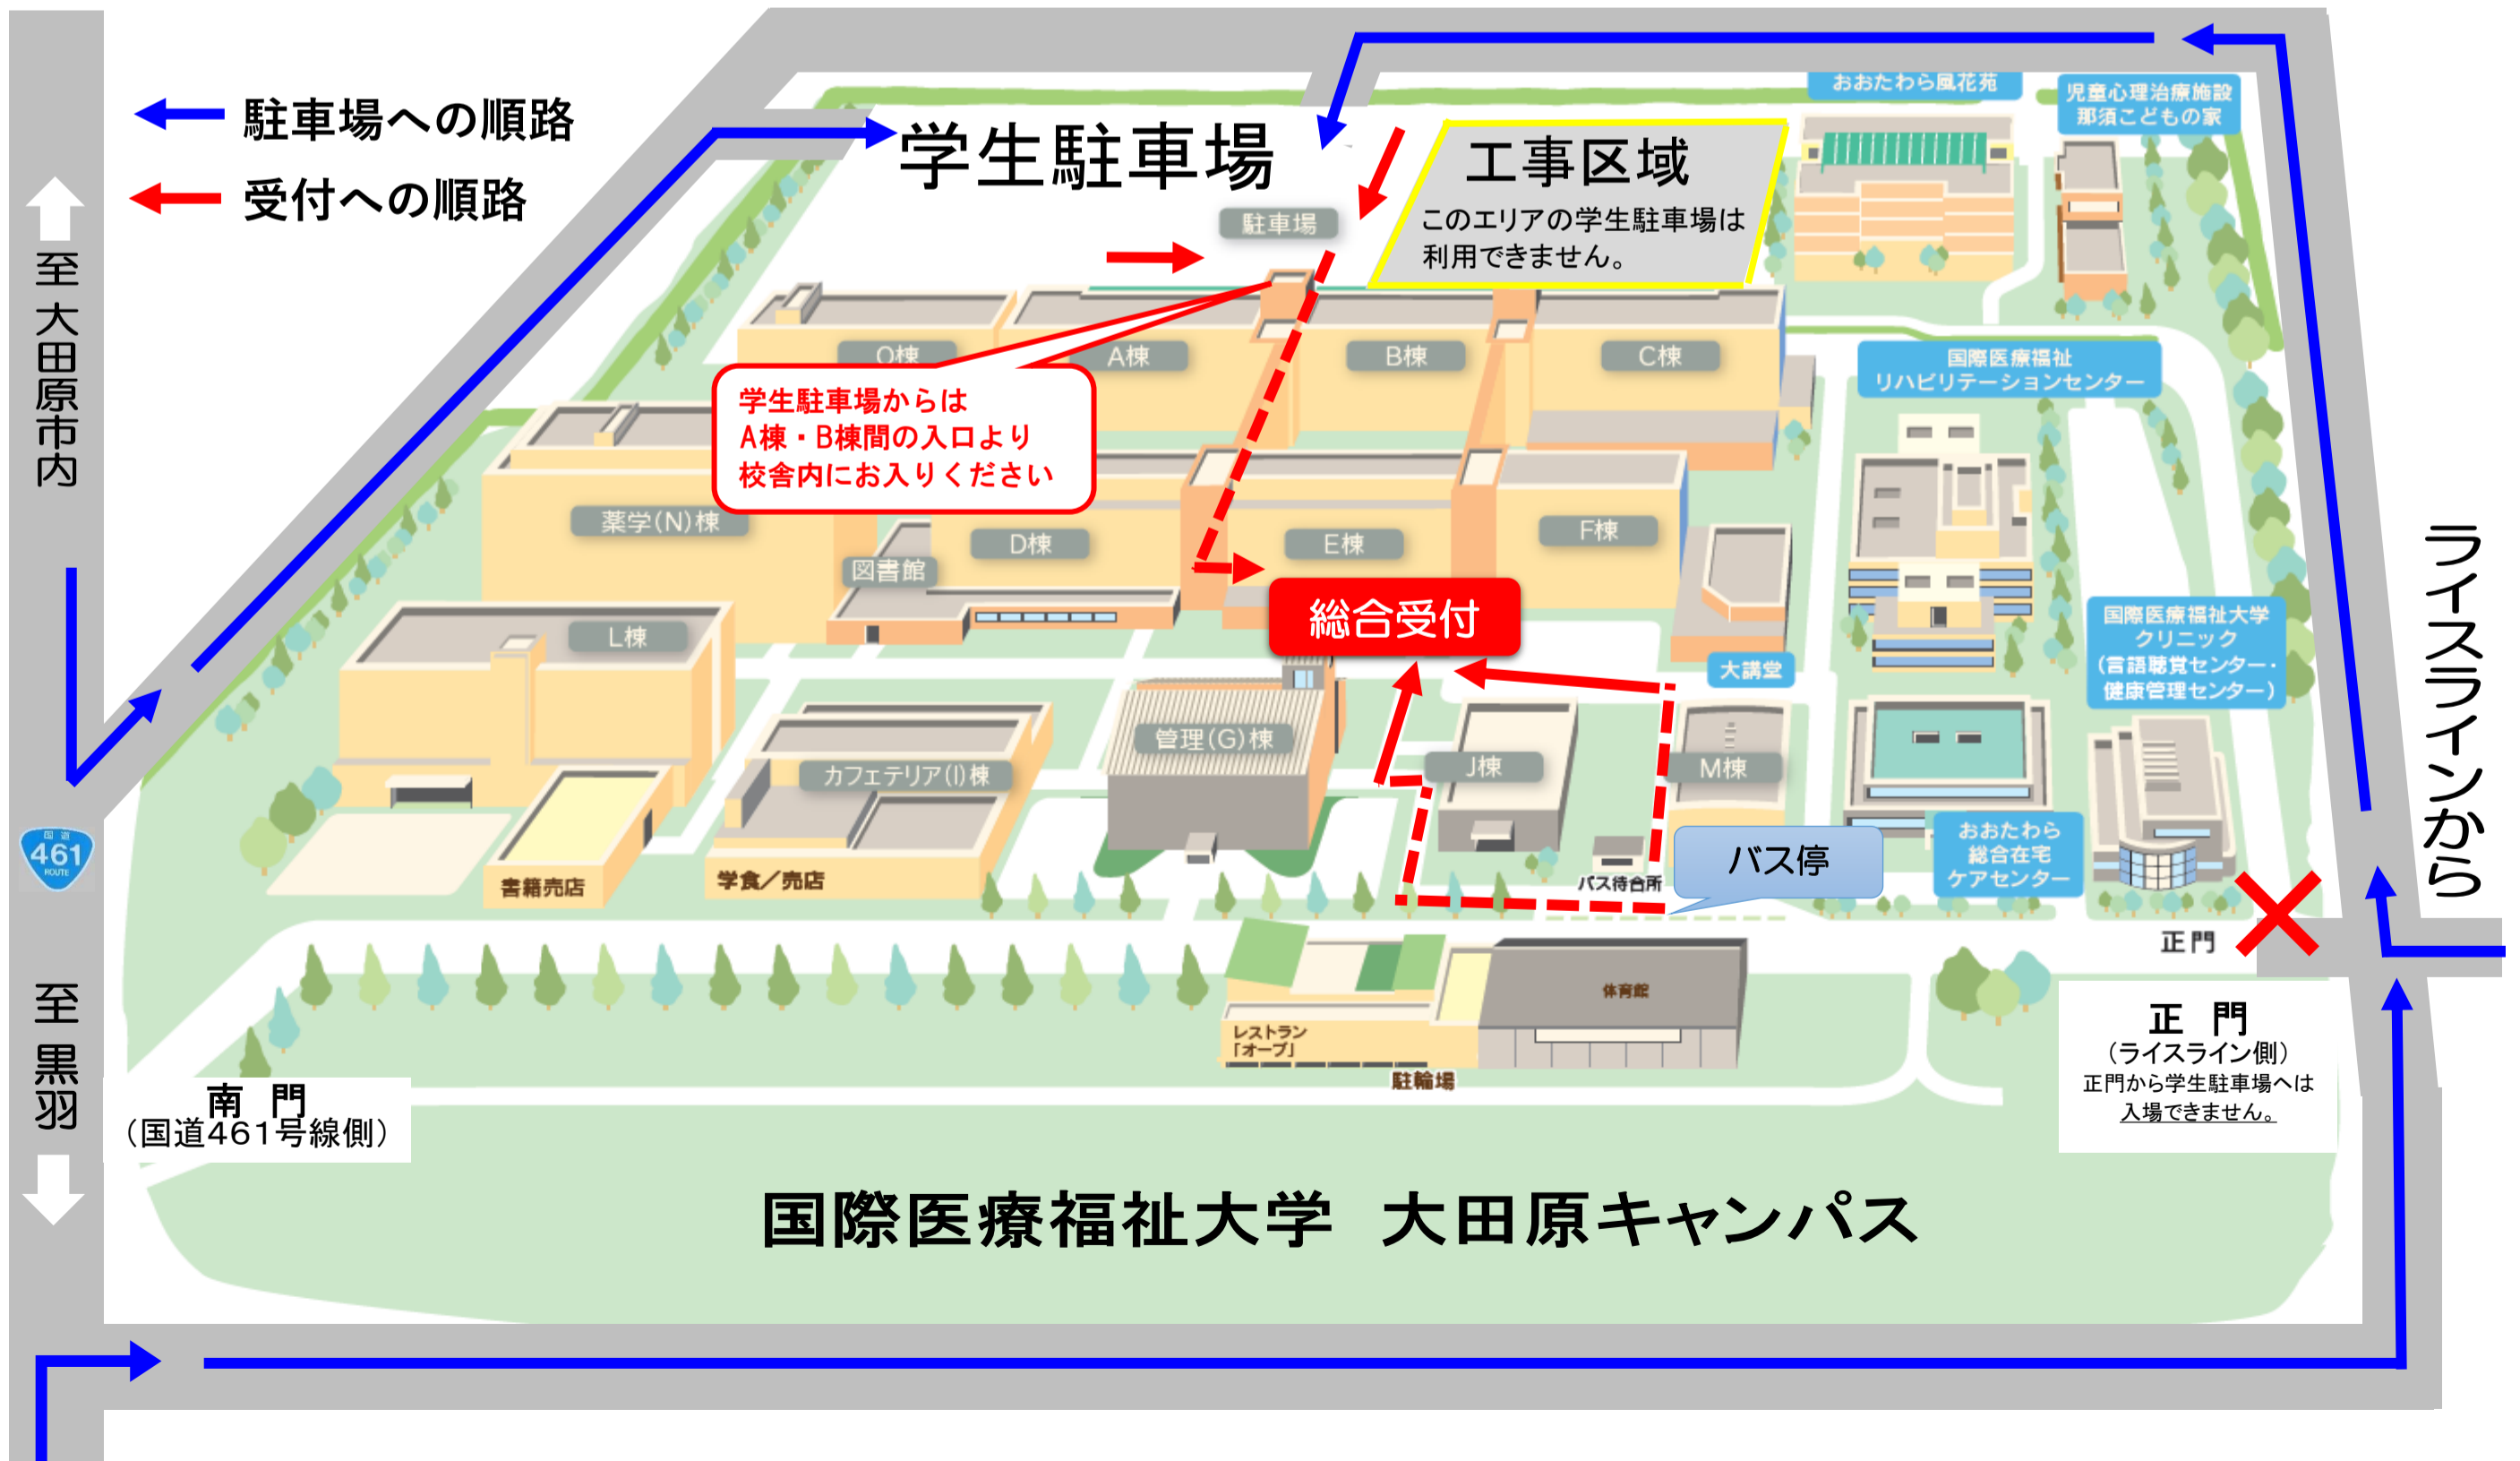 駐車場への順路
受付への順路
至 大田原市内
国道
461
ROUTE
至 黒羽
学生駐車場
駐車場
工事区域
このエリアの学生駐車場は
利用できません。
おおたわら風花苑
児童心理治療施設
那須こどもの家
O棟
A棟
B棟
C棟
学生駐車場からは
A棟・B棟間の入口より
校舎内にお入りください
国際医療福祉
リハビリテーションセンター
薬学(N)棟
図書館
D棟
E棟
F棟
総合受付
L棟
大講堂
国際医療福祉大学
クリニック
(言語聴覚センター・
健康管理センター)
管理(G)棟
カフェテリア(I)棟
J棟
M棟
書籍売店
学食／売店
バス待合所
バス停
おおたわら
総合在宅
ケアセンター
ライスラインから
正門
体育館
レストラン
「オーブ」
駐輪場
南 門
（国道461号線側）
正 門
（ライスライン側）
正門から学生駐車場へは
入場できません。
国際医療福祉大学 大田原キャンパス